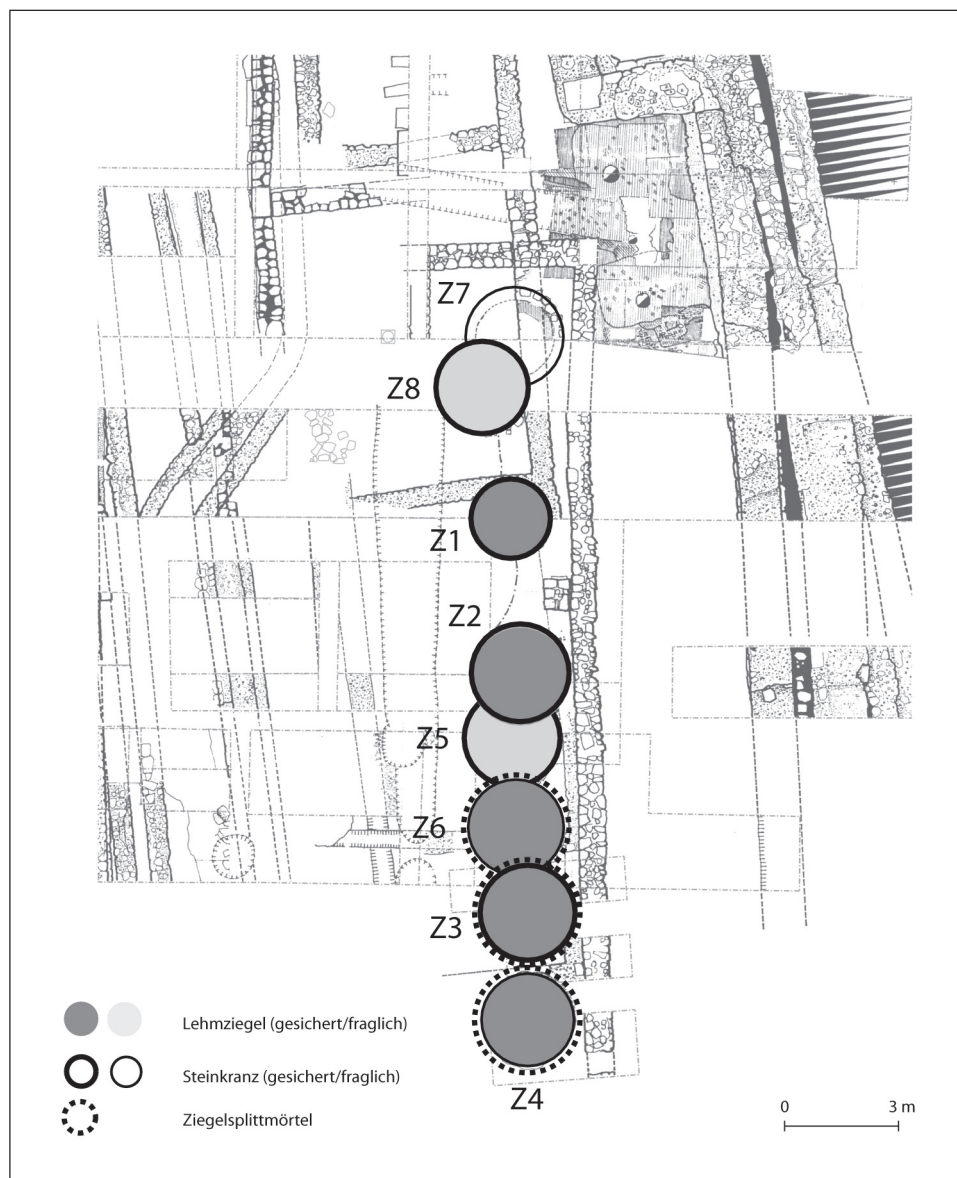 Z7
Z8
Z1
Z2
Z5
Z6
Z3
Z4
Lehmziegel (gesichert/fraglich)
Steinkranz (gesichert/fraglich)
Ziegelsplittmörtel
0 3 m